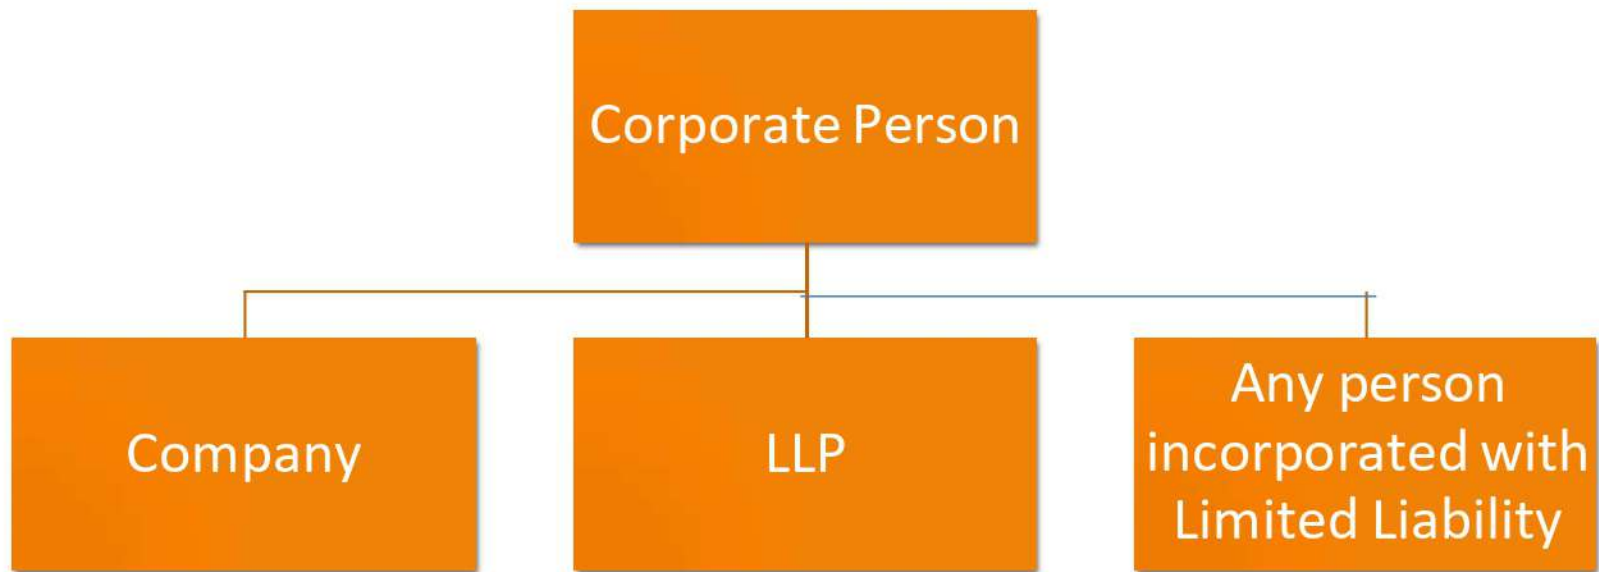 Corporate Person
Company
LLP
Any person
incorporated with
Limited Liability